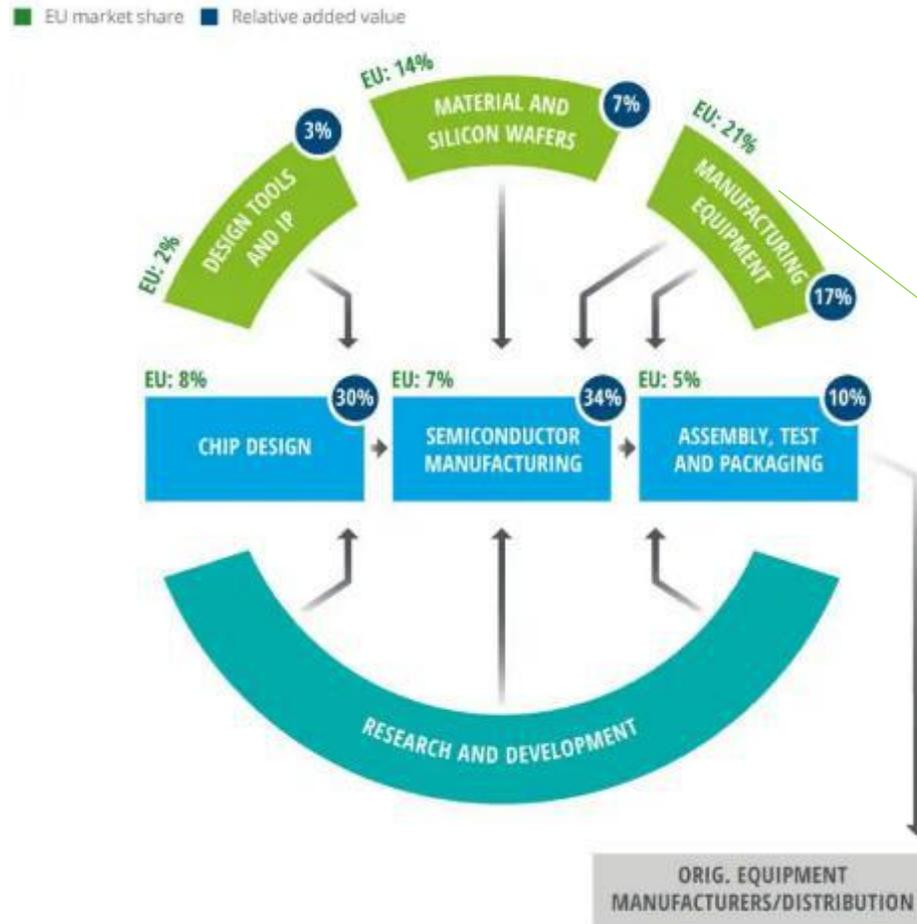 EU market share
Relative added value
EU: 14%
MATERIAL AND
SILICON WAFERS
7%
3%
EU: 21%
MANUFACTURING
EQUIPMENT
17%
EU: 2%
DESIGN TOOLS
AND IP
EU: 8%
30%
CHIP DESIGN
EU: 7%
34%
SEMICONDUCTOR
MANUFACTURING
EU: 5%
10%
ASSEMBLY, TEST
AND PACKAGING
RESEARCH AND DEVELOPMENT
ORIG. EQUIPMENT
MANUFACTURERS/DISTRIBUTION